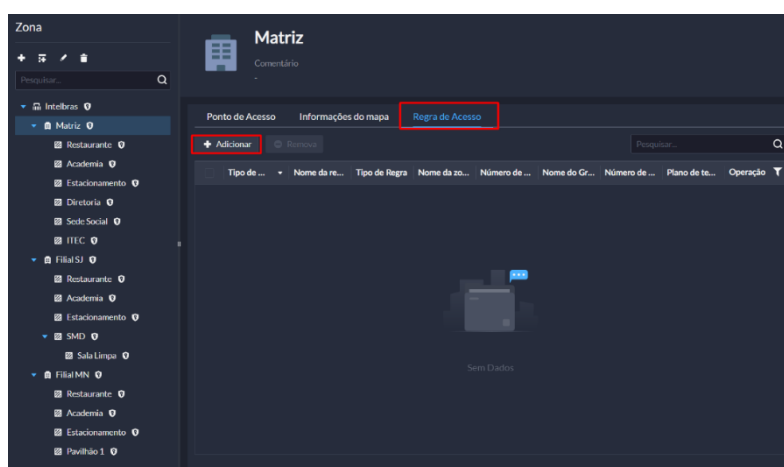 Zona
Pesquisar...
Intelbras
Matriz
Restaurante
Academia
Estacionamento
Diretoria
Sede Social
ITEC
Filial SJ
Restaurante
Academia
Estacionamento
SMD
Sala Limpa
Filial MN
Restaurante
Academia
Estacionamento
Pavilhão 1
Matriz
Comentário
-
Ponto de Acesso Informações do mapa Regra de Acesso
Adicionar Remova Pesquisar...
Tipo de ... Nome da re... Tipo de Regra Nome da zo... Número de ... Nome do Gr... Número de ... Plano de te... Operação
Sem Dados